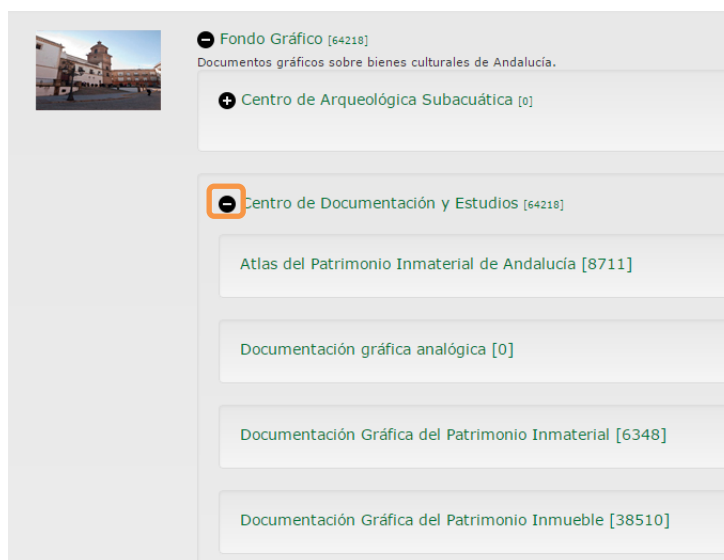 Fondo Gráfico [64218]
Documentos gráficos sobre bienes culturales de Andalucía.
Centro de Arqueológica Subacuática [0]
Centro de Documentación y Estudios [64218]
Atlas del Patrimonio Inmaterial de Andalucía [8711]
Documentación gráfica analógica [0]
Documentación Gráfica del Patrimonio Inmaterial [6348]
Documentación Gráfica del Patrimonio Inmueble [38510]